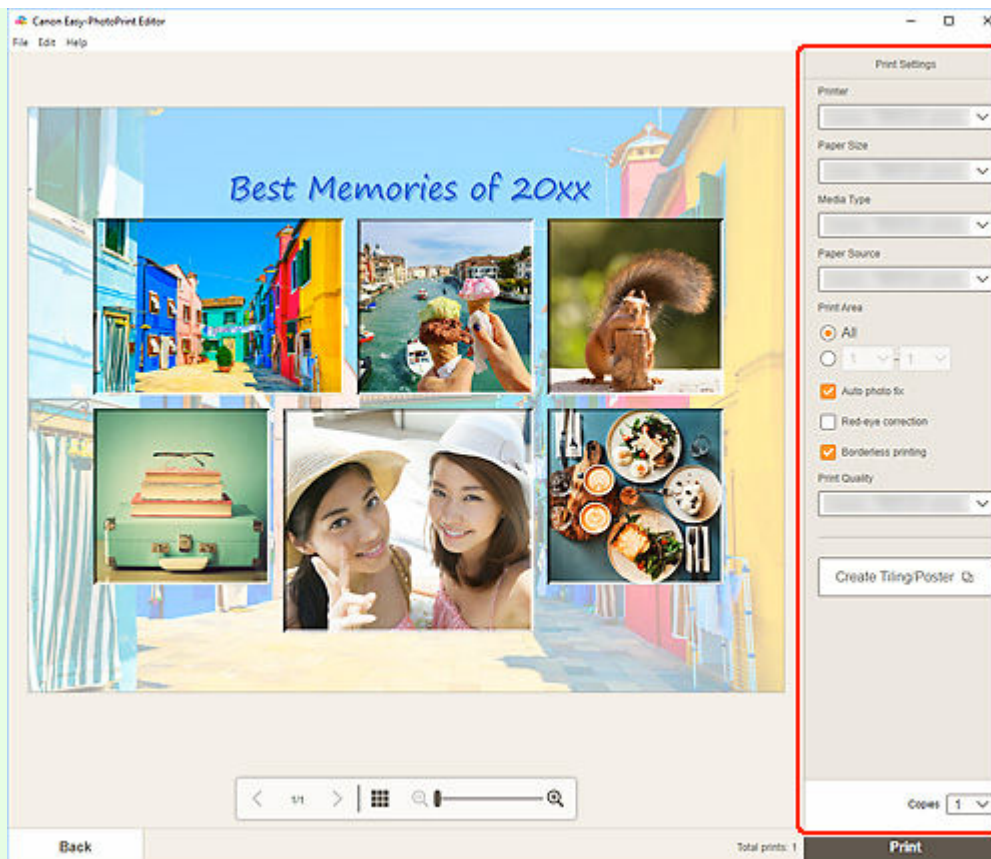 Canon Easy-PhotoPrint Editor
File Edit Help
Print Settings
Printer
Paper Size
Media Type
Paper Source
Print Area
All
1 - 1
Auto photo fix
Red-eye correction
Borderless printing
Print Quality
Create Tiling/Poster
Best Memories of 20xx
1/1
Copies 1
Back
Total prints: 1
Print